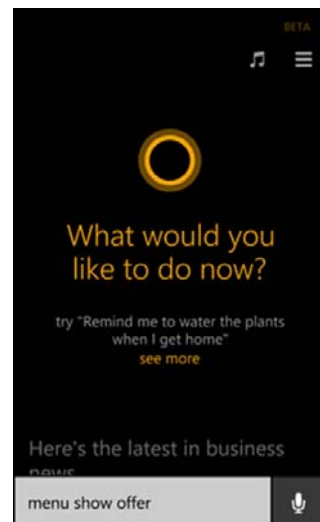 BETA
What would you
like to do now?
try "Remind me to water the plants
when I get home"
see more
Here's the latest in business
news
menu show offer